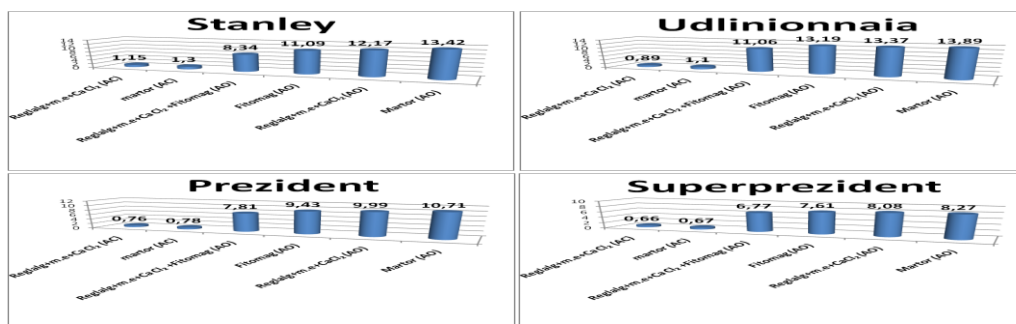 Stanley
14
1,15
1,3
8,34
11,09
12,17
13,42
Reglalg+m.e+CaCl₂ (AC)
martor (AC)
Reglalg+m.e+CaCl₂ +Fitomag (AO)
Fitomag (AO)
Reglalg+m.e+CaCl₂ (AO)
Martor (AO)
Udlinionnaia
14
0,89
1,1
11,06
13,19
13,37
13,89
Reglalg+m.e+CaCl₂ (AC)
martor (AC)
Reglalg+m.e+CaCl₂ +Fitomag (AO)
Fitomag (AO)
Reglalg+m.e+CaCl₂ (AO)
Martor (AO)
Prezident
12
0,76
0,78
7,81
9,43
9,99
10,71
Reglalg+m.e+CaCl₂ (AC)
martor (AC)
Reglalg+m.e+CaCl₂ +Fitomag (AO)
Fitomag (AO)
Reglalg+m.e+CaCl₂ (AO)
Martor (AO)
Superprezident
10
0,66
0,67
6,77
7,61
8,08
8,27
Reglalg+m.e+CaCl₂ (AC)
martor (AC)
Reglalg+m.e+CaCl₂ +Fitomag (AO)
Fitomag (AO)
Reglalg+m.e+CaCl₂ (AO)
Martor (AO)